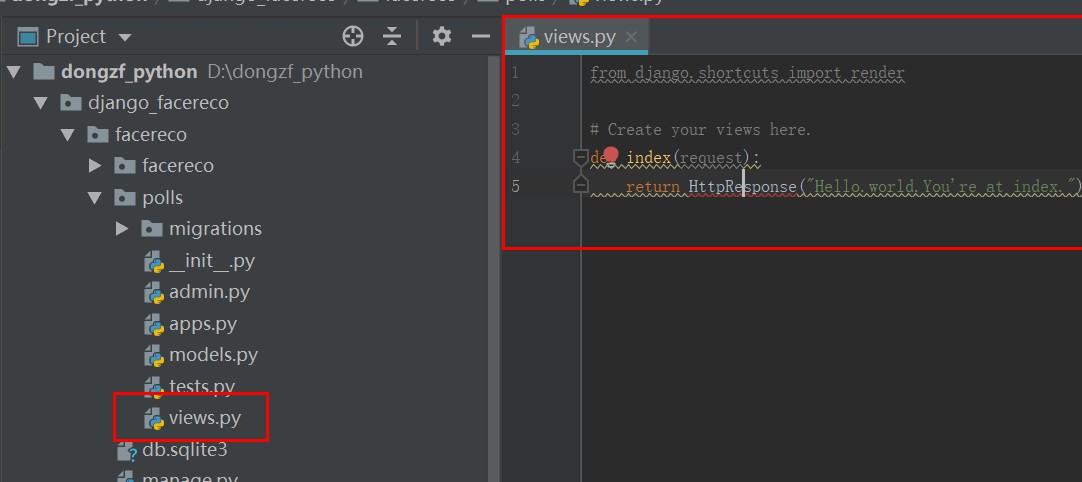 dongzf_python django_facereco facereco polls views.py
Project
dongzf_python D:\dongzf_python
django_facereco
facereco
facereco
polls
migrations
__init__.py
admin.py
apps.py
models.py
tests.py
views.py
db.sqlite3
manage.py
views.py
1 from django.shortcuts import render
2
3 # Create your views here.
4 def index(request):
5 return HttpResponse("Hello.world.You're at index.")